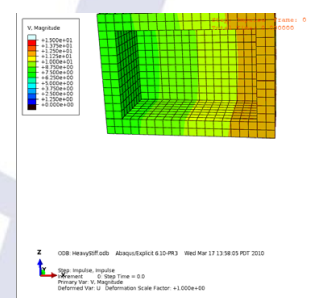 V, Magnitude
+1.500e+01
+1.375e+01
+1.250e+01
+1.125e+01
+1.000e+01
+8.750e+00
+7.500e+00
+6.250e+00
+5.000e+00
+3.750e+00
+2.500e+00
+1.250e+00
+0.000e+00
Frame: 0
Z
Y
X
ODB: HeavyStiff.odb Abaqus/Explicit 6.10-PR3 Wed Mar 17 13:58:05 PDT 2010
Step: Impulse, Impulse
Increment 0: Step Time = 0.0
Primary Var: V, Magnitude
Deformed Var: U Deformation Scale Factor: +1.000e+00